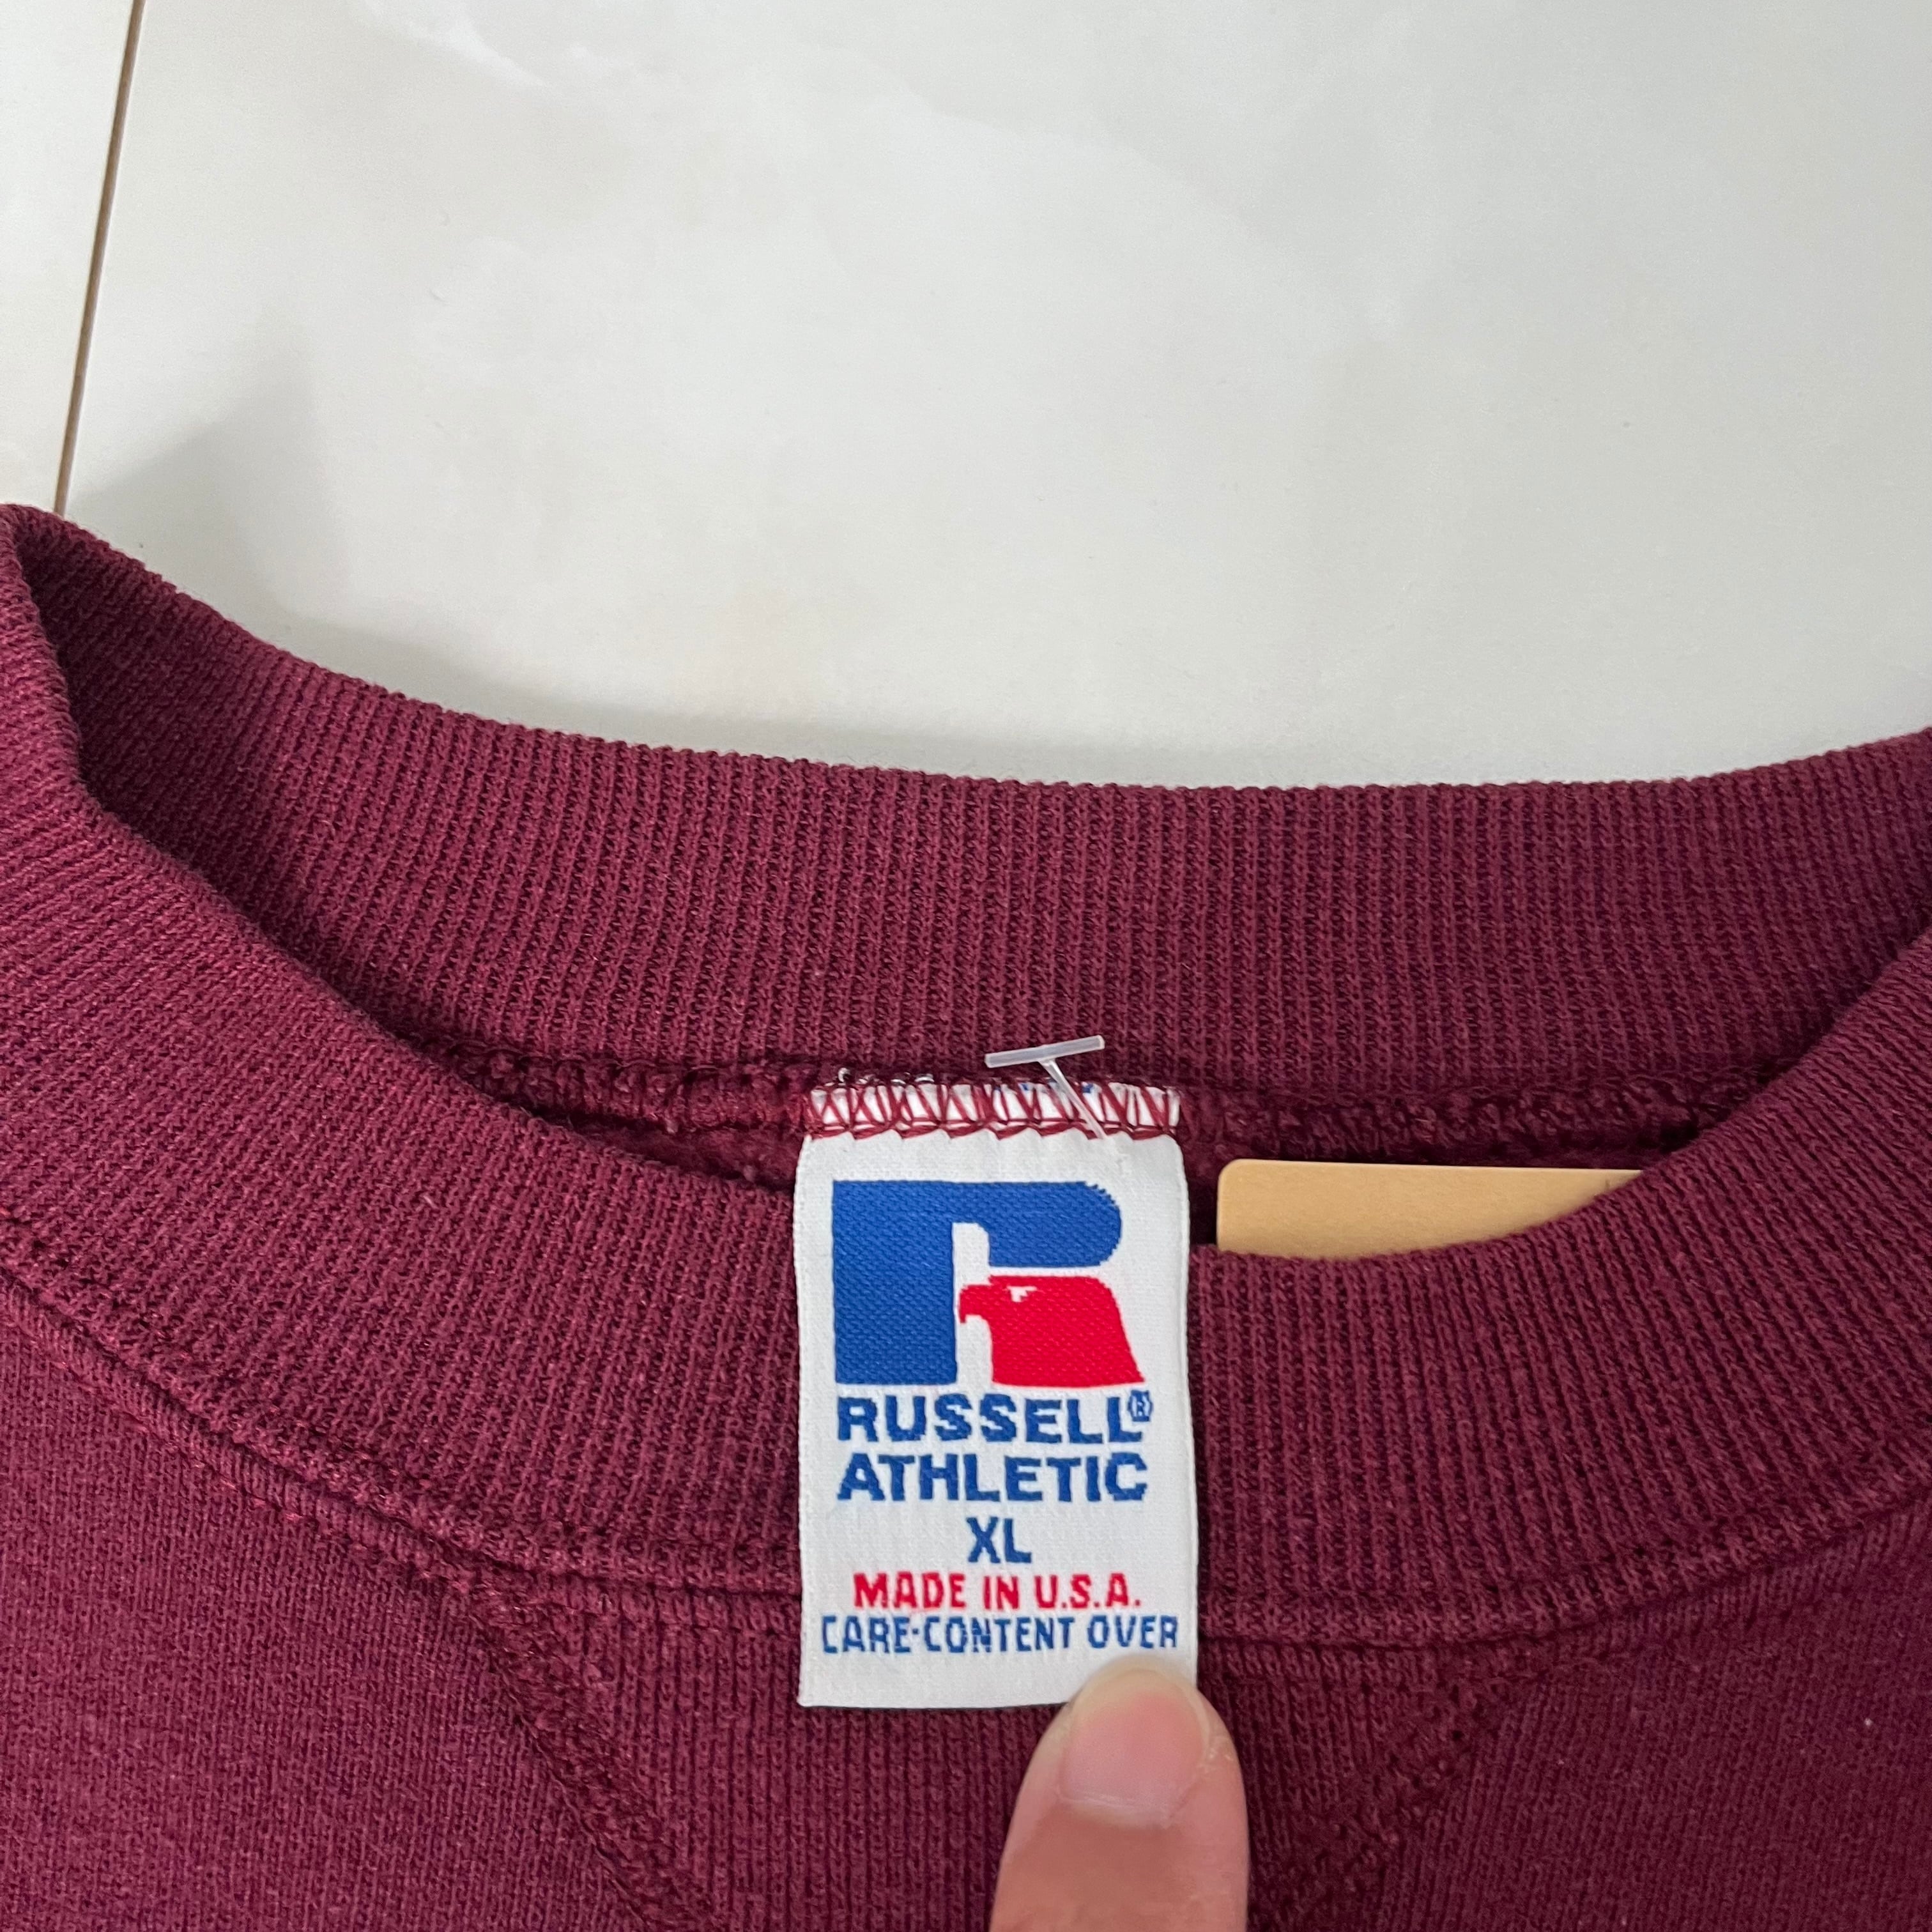 RUSSELL®
ATHLETIC
XL
MADE IN U.S.A.
CARE-CONTENT OVER